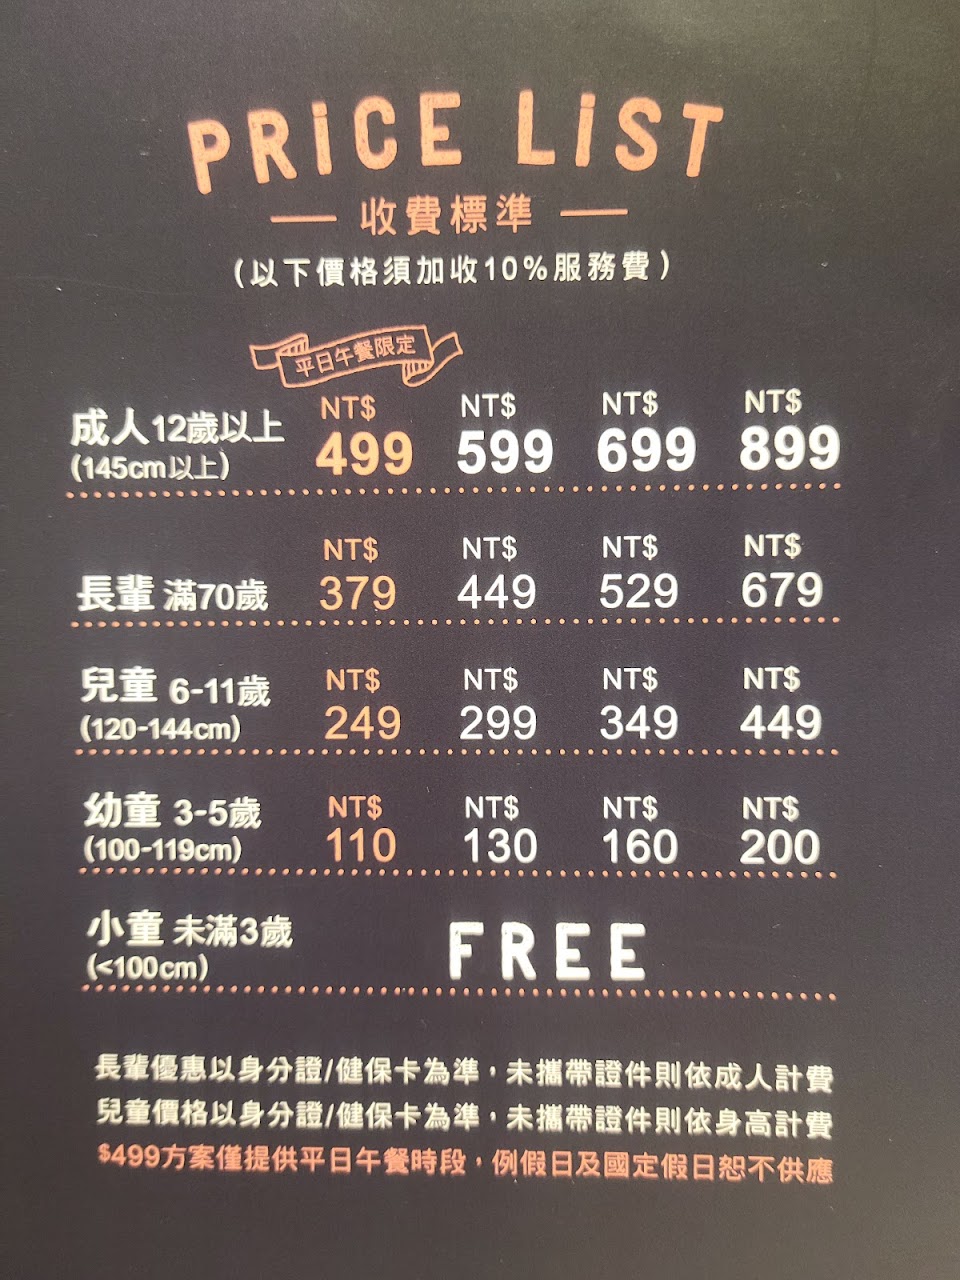 PRiCE LiST
收費標準
(以下價格須加收10%服務費)
平日午餐限定
NT$ NT$ NT$ NT$
成人12歲以上 499 599 699 899
(145cm以上)
NT$ NT$ NT$ NT$
長輩 滿70歲 379 449 529 679
NT$ NT$ NT$ NT$
兒童 6-11歲 249 299 349 449
(120-144cm)
NT$ NT$ NT$ NT$
幼童 3-5歲 110 130 160 200
(100-119cm)
小童 未滿3歲 FREE
(<100cm)
長輩優惠以身分證/健保卡為準，未攜帶證件則依成人計費
兒童價格以身分證/健保卡為準，未攜帶證件則依身高計費
$499方案僅提供平日午餐時段，例假日及國定假日恕不供應